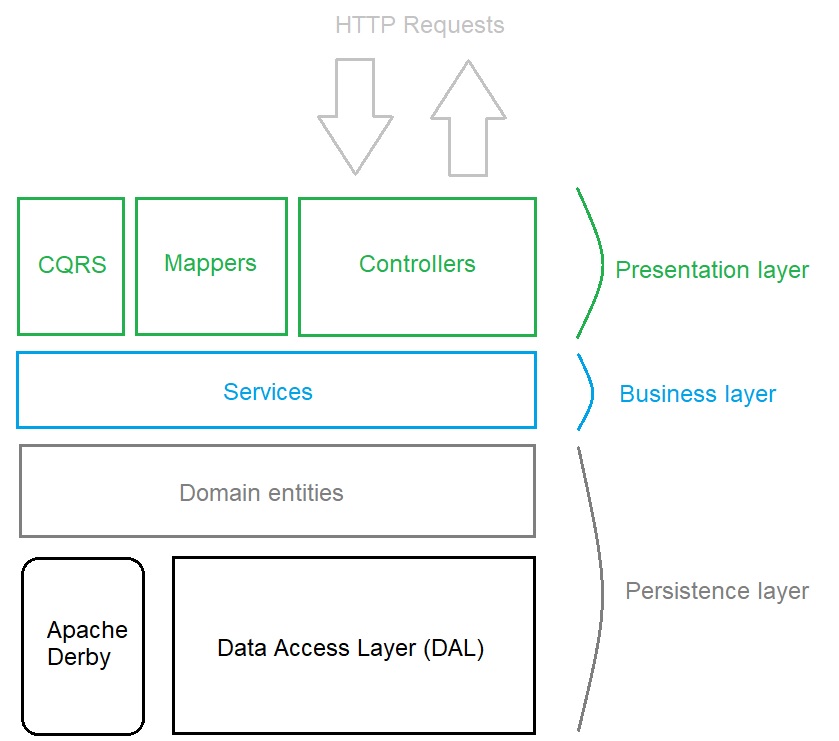 HTTP Requests
CQRS
Mappers
Controllers
Presentation layer
Services
Business layer
Domain entities
Persistence layer
Apache
Derby
Data Access Layer (DAL)